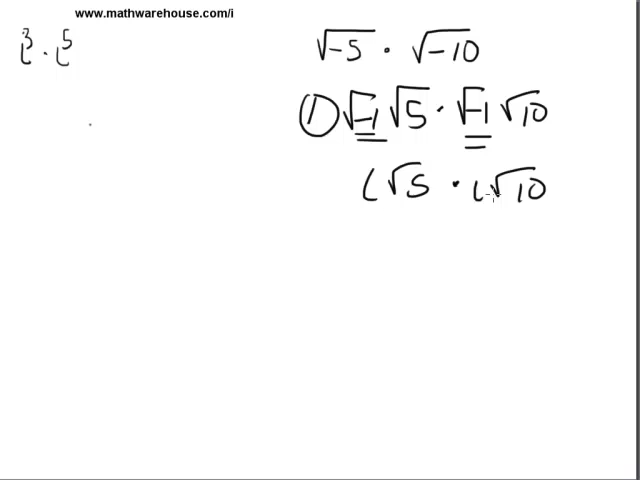 www.mathwarehouse.com/i
i³ · i⁵
√-5 · √-10
① √-1 √5 · √-1 √10
i √5 · i √10